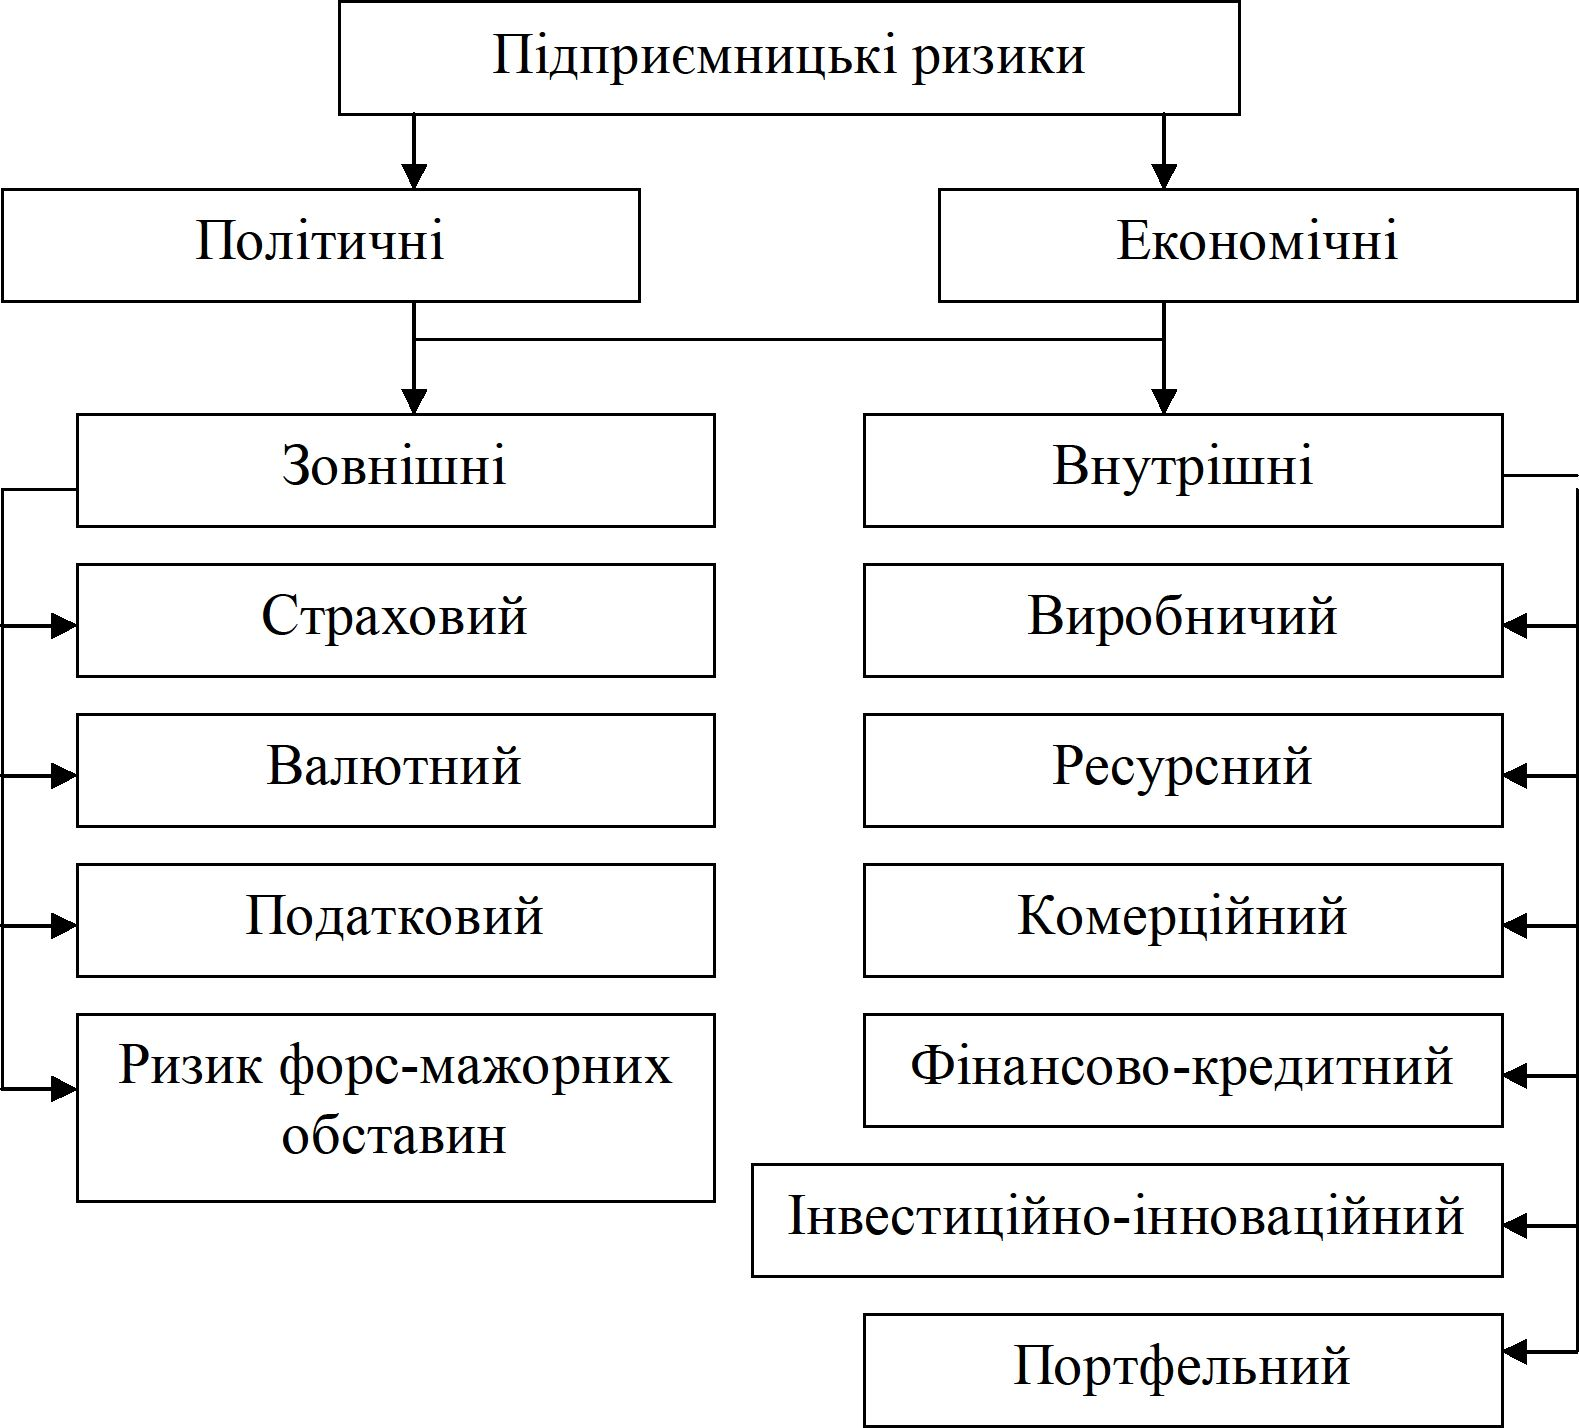 Підприємницькі ризики
Політичні
Економічні
Зовнішні
Внутрішні
Страховий
Виробничий
Валютний
Ресурсний
Податковий
Комерційний
Ризик форс-мажорних
обставин
Фінансово-кредитний
Інвестиційно-інноваційний
Портфельний